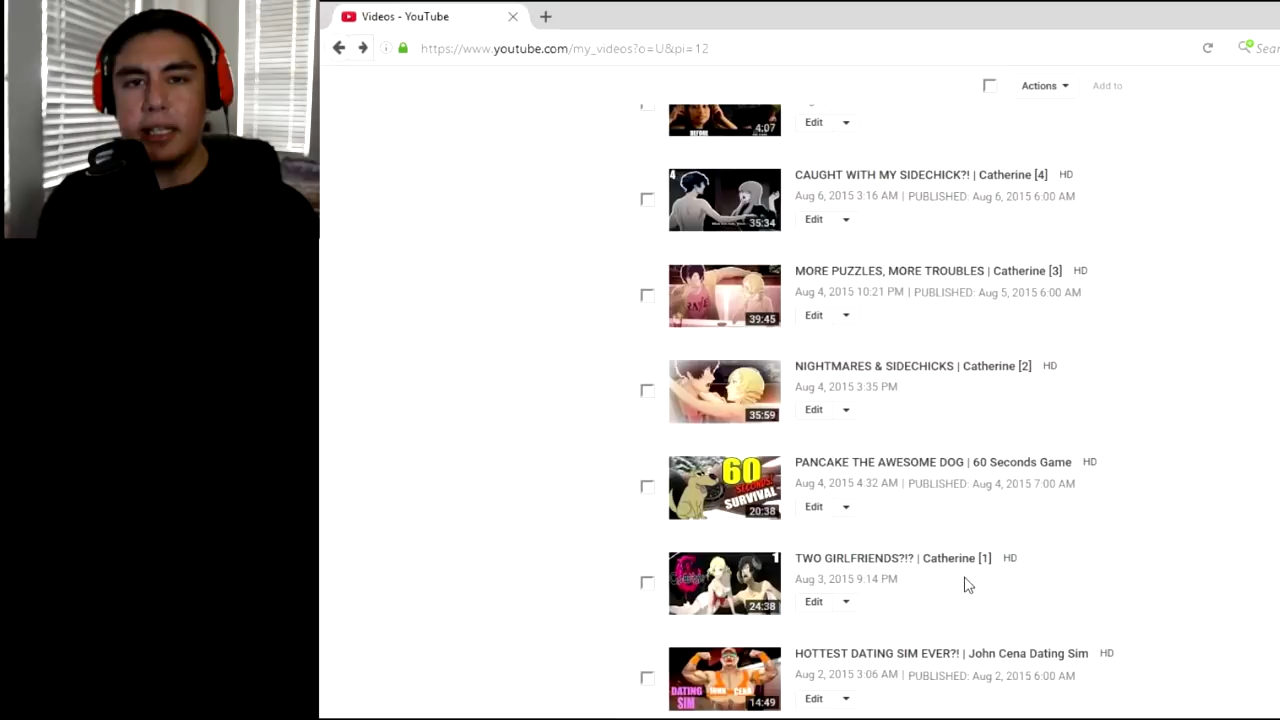 Videos - YouTube
https://www.youtube.com/my_videos?o=U&pi=12
Sear
Actions
Add to
BEFORE
4:07
Edit
4
35:34
CAUGHT WITH MY SIDECHICK?! | Catherine [4] HD
Aug 6, 2015 3:16 AM | PUBLISHED: Aug 6, 2015 6:00 AM
Edit
39:45
MORE PUZZLES, MORE TROUBLES | Catherine [3] HD
Aug 4, 2015 10:21 PM | PUBLISHED: Aug 5, 2015 6:00 AM
Edit
35:59
NIGHTMARES & SIDECHICKS | Catherine [2] HD
Aug 4, 2015 3:35 PM
Edit
60
SECONDS!
SURVIVAL
20:38
PANCAKE THE AWESOME DOG | 60 Seconds Game HD
Aug 4, 2015 4:32 AM | PUBLISHED: Aug 4, 2015 7:00 AM
Edit
1
24:38
TWO GIRLFRIENDS?!? | Catherine [1] HD
Aug 3, 2015 9:14 PM
Edit
DATING
SIM
JOHN CENA
14:49
HOTTEST DATING SIM EVER?! | John Cena Dating Sim HD
Aug 2, 2015 3:06 AM | PUBLISHED: Aug 2, 2015 6:00 AM
Edit